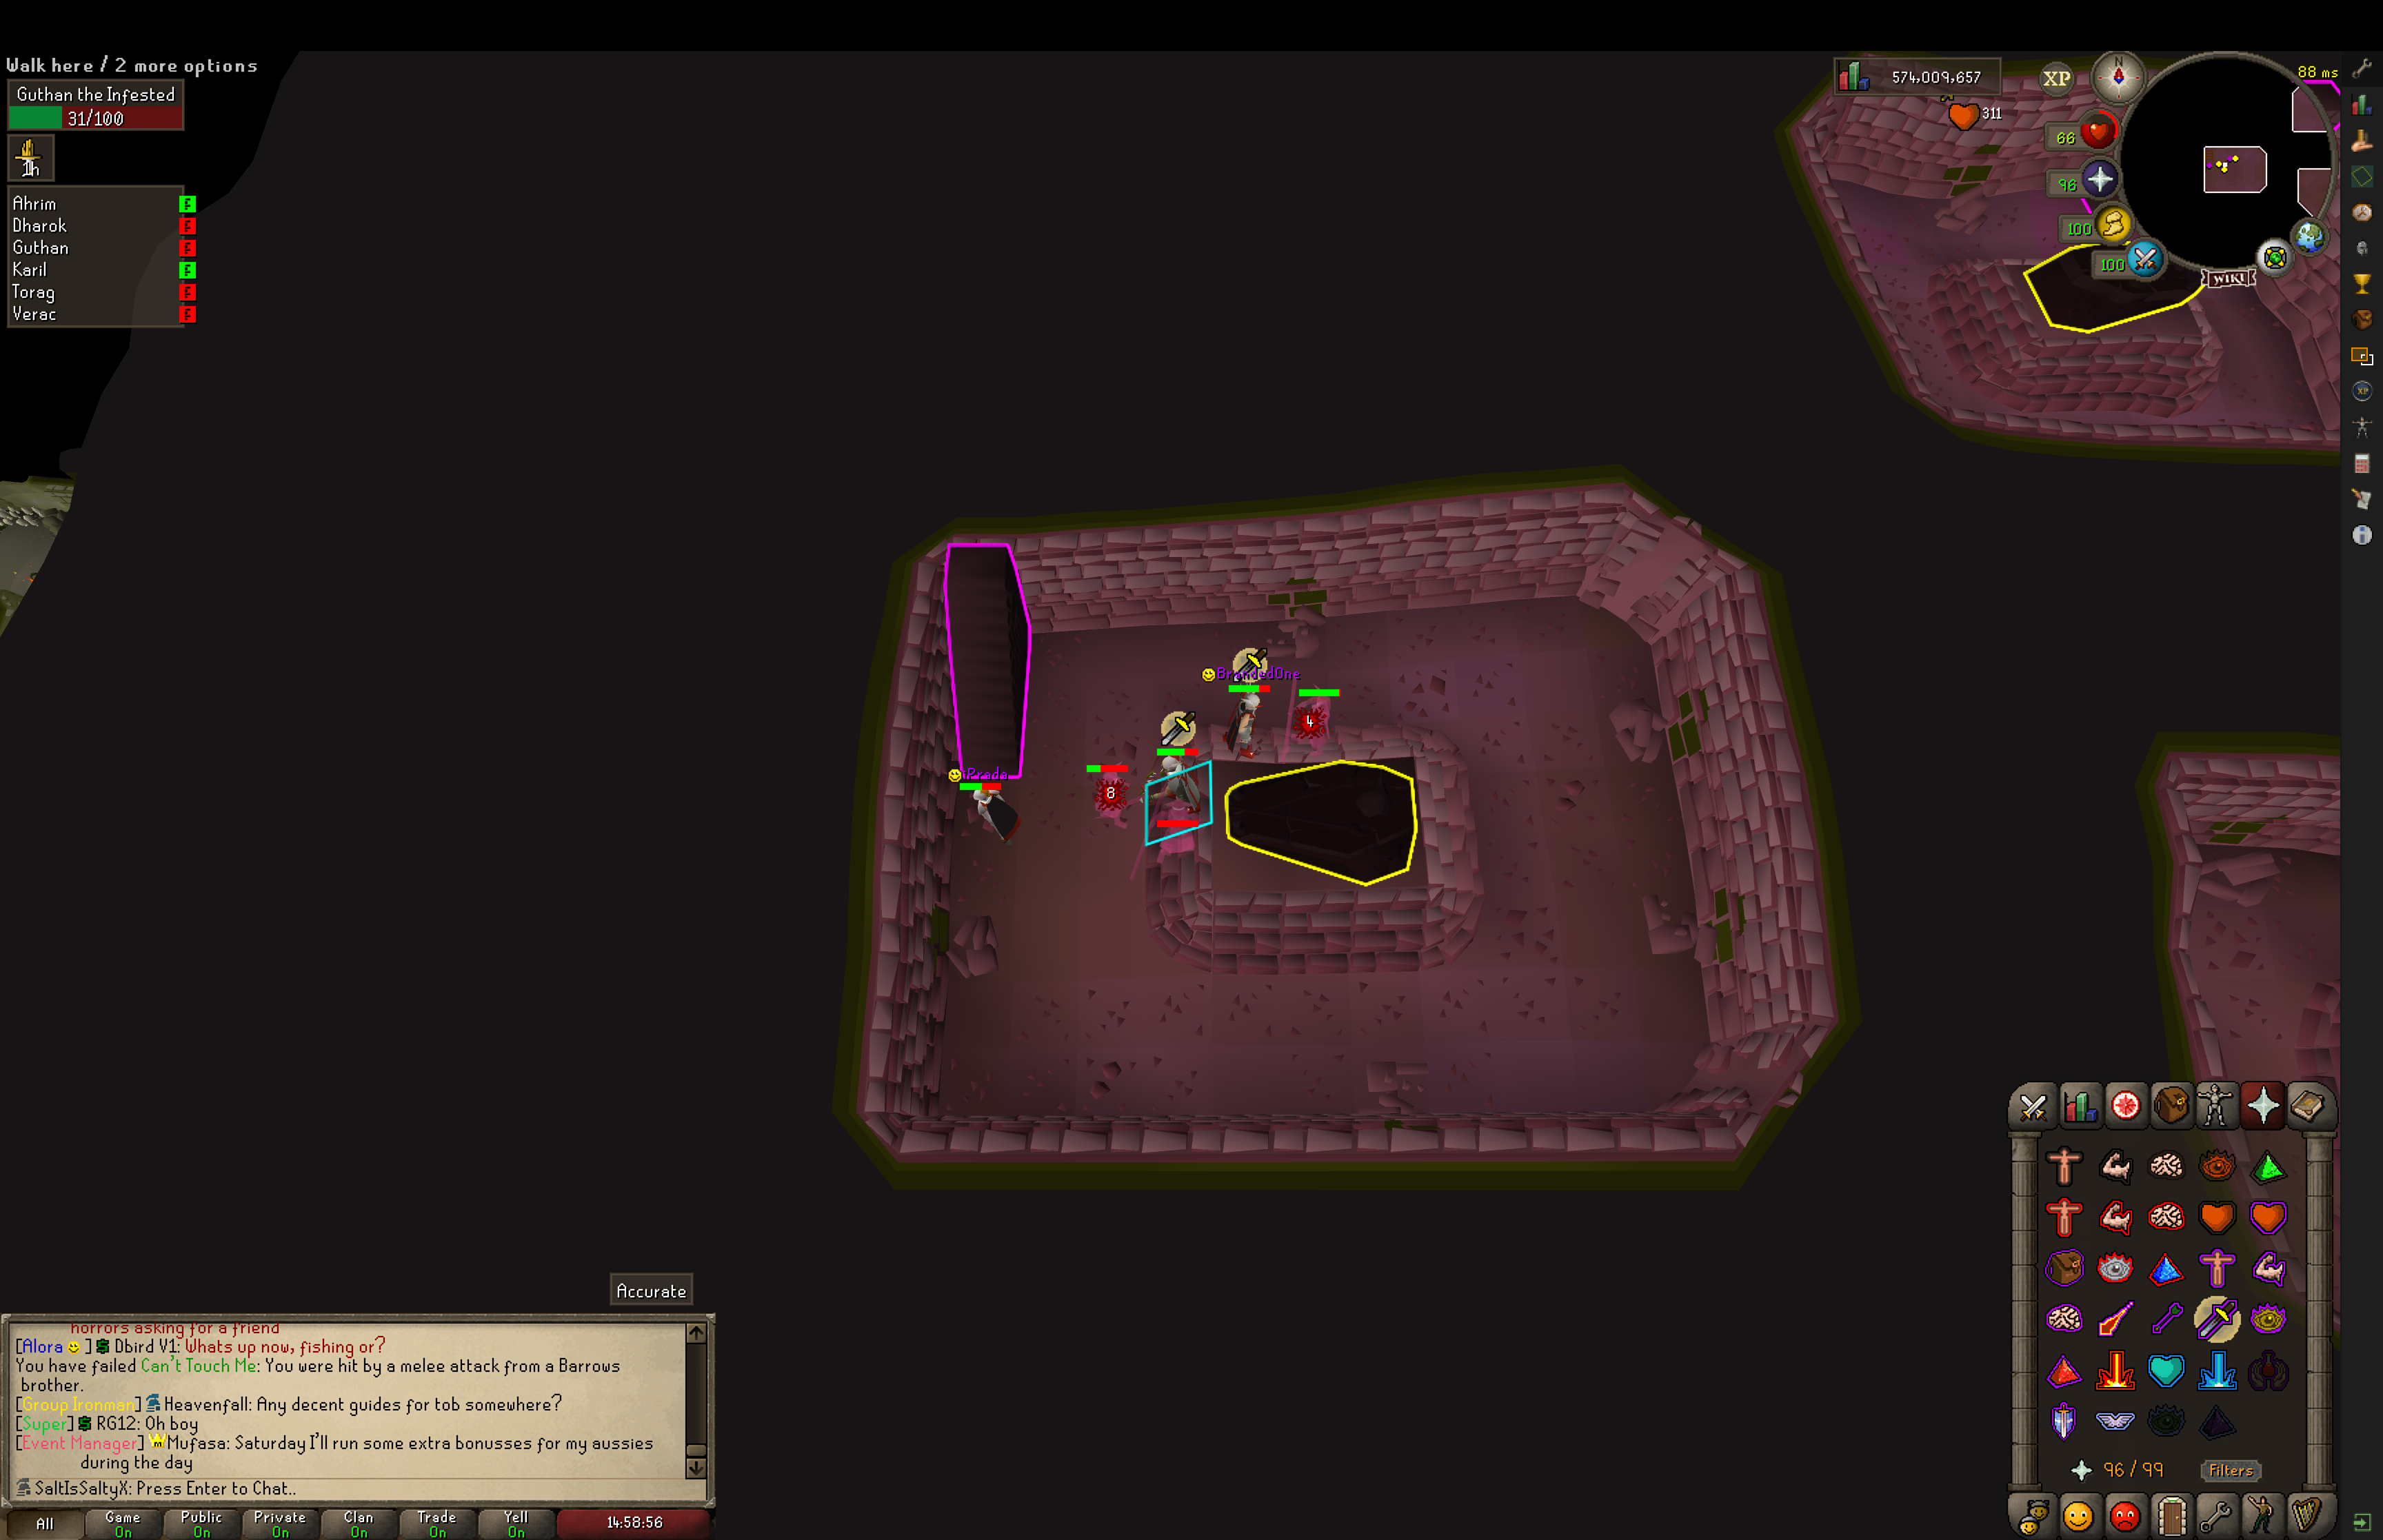 Walk here / 2 more options
Guthan the Infested
31/100
1h
Ahrim
Dharok
Guthan
Karil
Torag
Verac
574,009,657
XP
N
88 ms
311
66
96
100
100
WIKI
BrandedOne
4
iPrada
8
Accurate
horrors asking for a friend
[Alora ] Dbird V1: Whats up now, fishing or?
You have failed Can't Touch Me: You were hit by a melee attack from a Barrows
brother.
[Group Ironman] Heavenfall: Any decent guides for tob somewhere?
[Super] RG12: Oh boy
[Event Manager] Mufasa: Saturday I'll run some extra bonusses for my aussies
during the day
SaltIsSaltyX: Press Enter to Chat..
All
Game On
Public On
Private On
Clan On
Trade On
Yell On
14:58:56
96 / 99
Filters